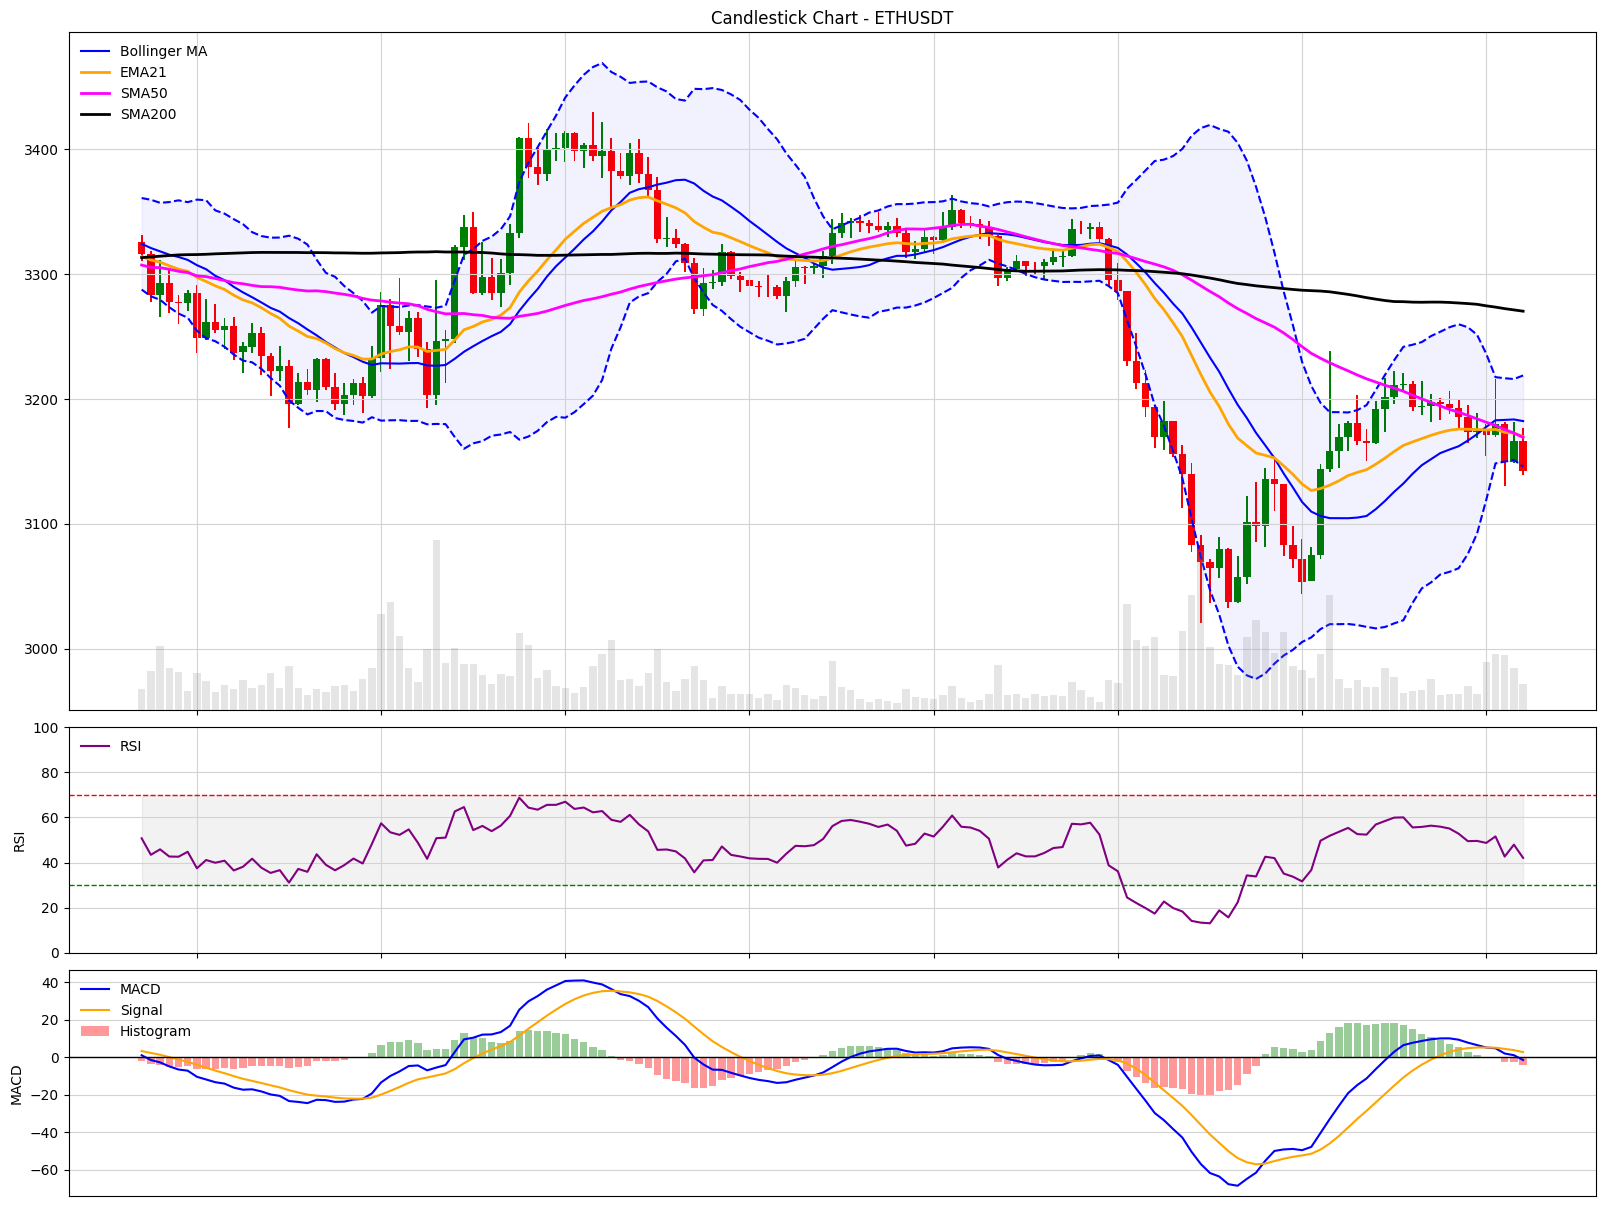 Candlestick Chart - ETHUSDT
Bollinger MA
EMA21
SMA50
SMA200
3400
3300
3200
3100
3000
RSI
100
80
60
40
20
0
RSI
MACD
Signal
Histogram
40
20
0
−20
−40
−60
MACD